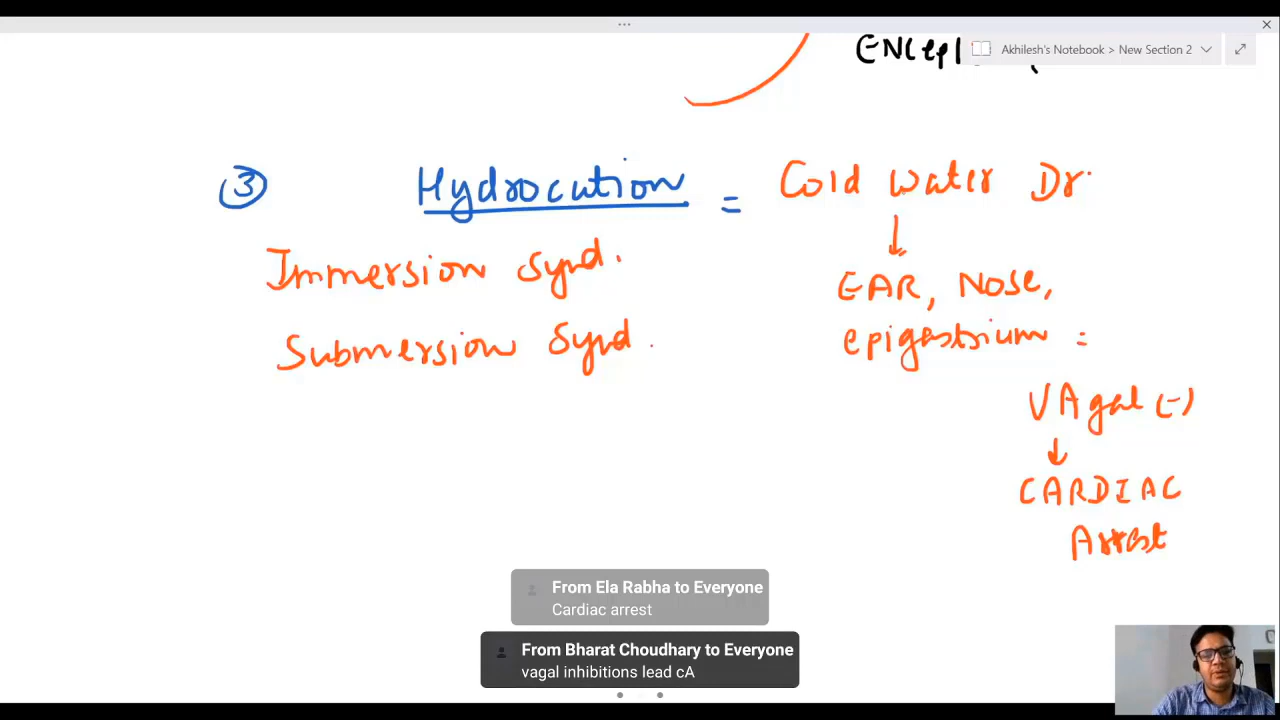 Akhilesh's Notebook > New Section 2
③ Hydrocution = Cold water Dr.
↓
Immersion Synd.
EAR, Nose,
Submersion Synd.
epigastrium =
VAgal (-)
↓
CARDIAC
Arrest
From Ela Rabha to Everyone
Cardiac arrest
From Bharat Choudhary to Everyone
vagal inhibitions lead cA